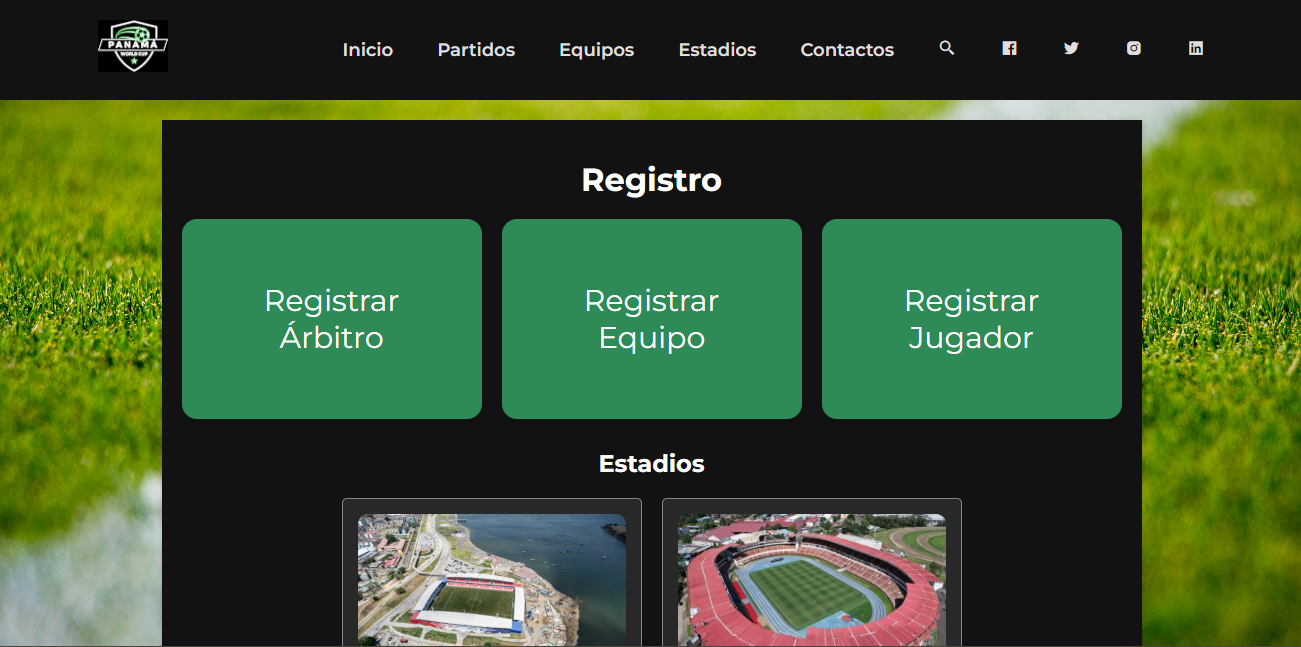 PANAMA
WORLD CUP
Inicio
Partidos
Equipos
Estadios
Contactos
Registro
Registrar
Árbitro
Registrar
Equipo
Registrar
Jugador
Estadios